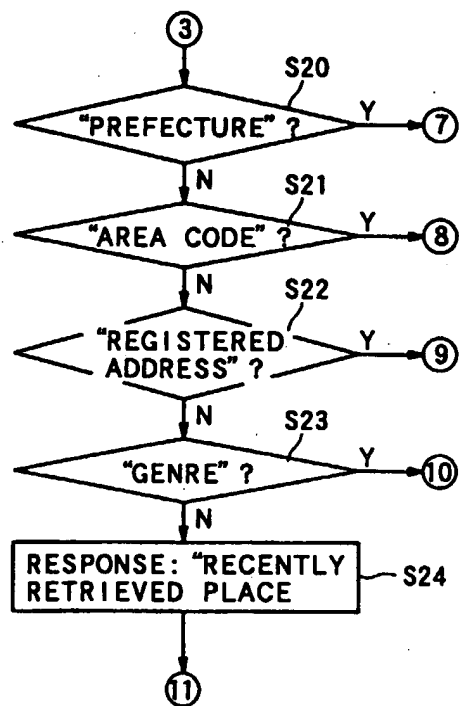 3
S20
"PREFECTURE" ?
Y
7
N
S21
"AREA CODE" ?
Y
8
N
S22
"REGISTERED
ADDRESS" ?
Y
9
N
S23
"GENRE" ?
Y
10
N
RESPONSE: "RECENTLY
RETRIEVED PLACE
S24
11